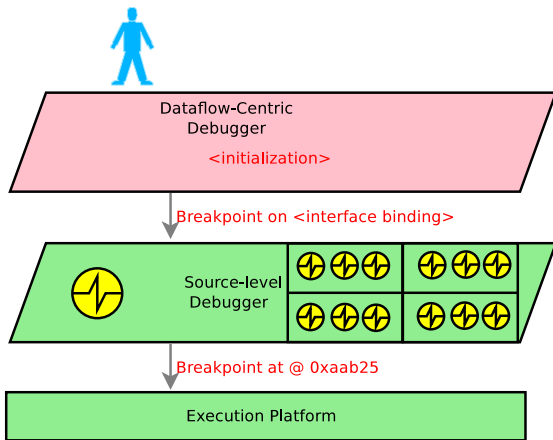 Dataflow-Centric
Debugger
<initialization>
Breakpoint on <interface binding>
Source-level
Debugger
Breakpoint at @ 0xaab25
Execution Platform